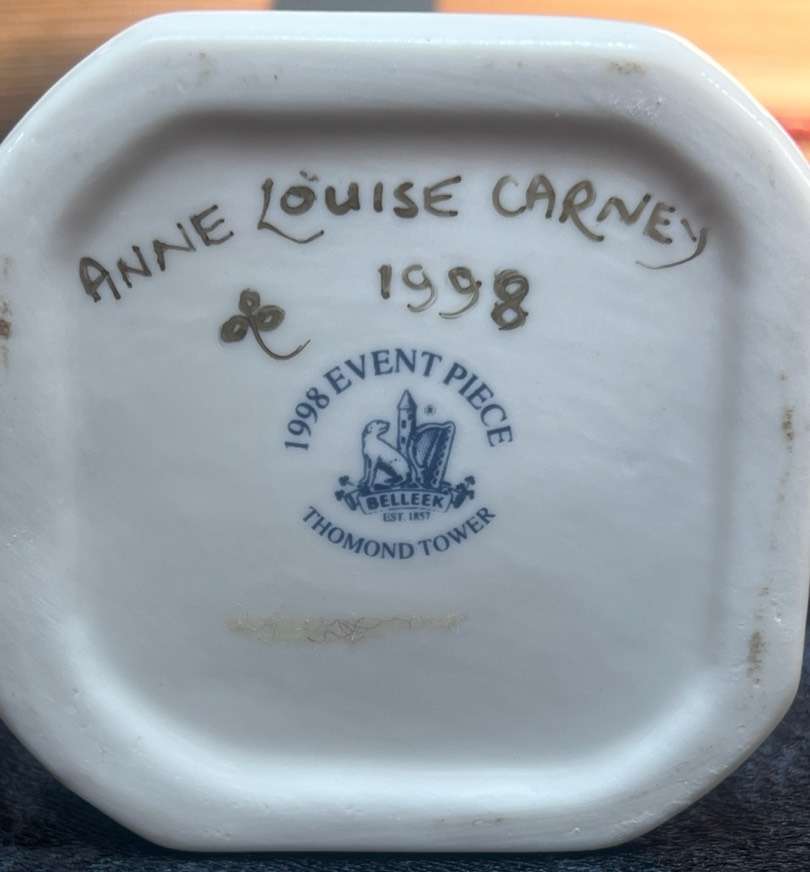 ANNE LOUISE CARNEY
1998
1998 EVENT PIECE
®
BELLEEK
EST. 1857
THOMOND TOWER